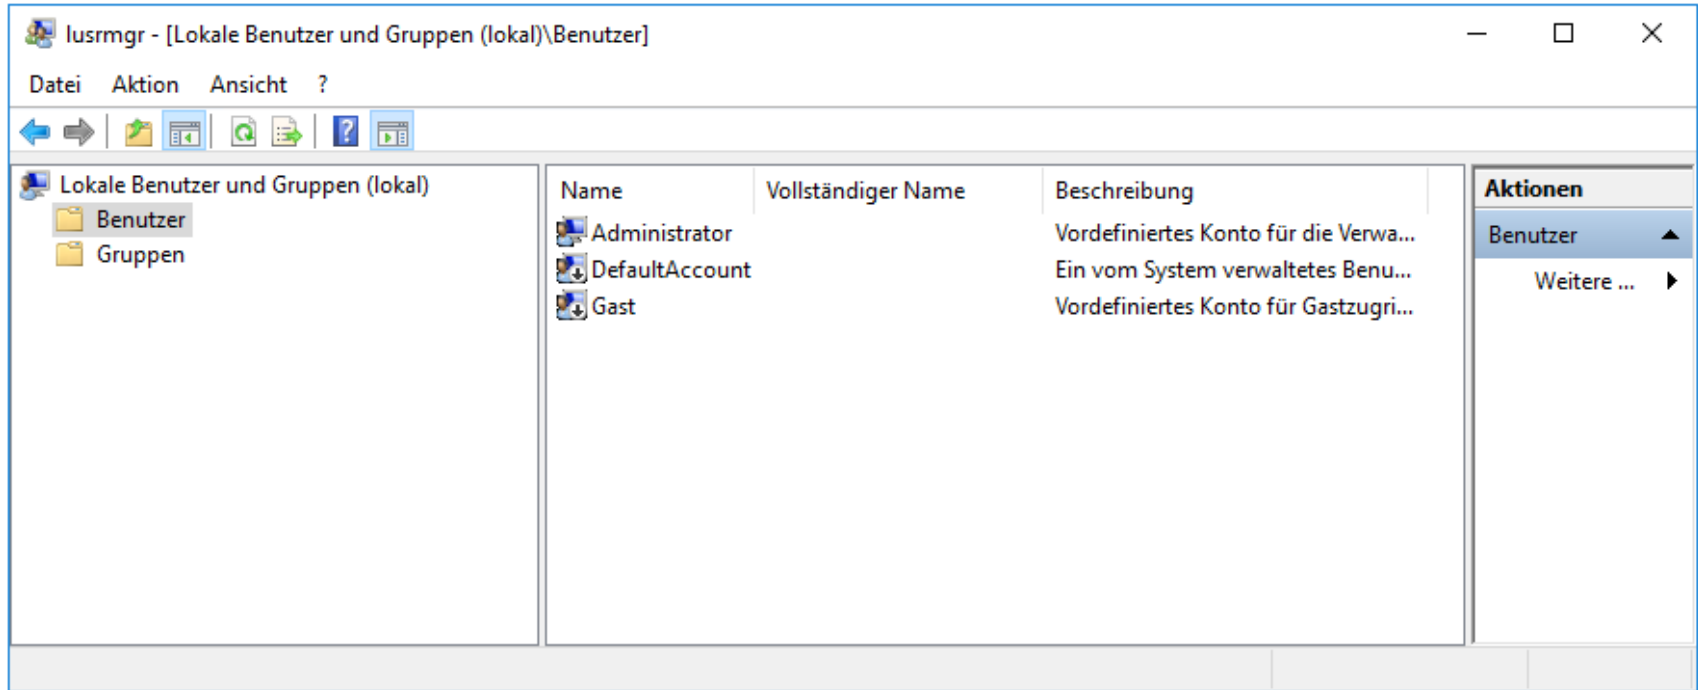 lusrmgr - [Lokale Benutzer und Gruppen (lokal)\Benutzer]
Datei Aktion Ansicht ?
Lokale Benutzer und Gruppen (lokal)
Benutzer
Gruppen
Name Vollständiger Name Beschreibung
Administrator Vordefiniertes Konto für die Verwa...
DefaultAccount Ein vom System verwaltetes Benu...
Gast Vordefiniertes Konto für Gastzugri...
Aktionen
Benutzer
Weitere ...